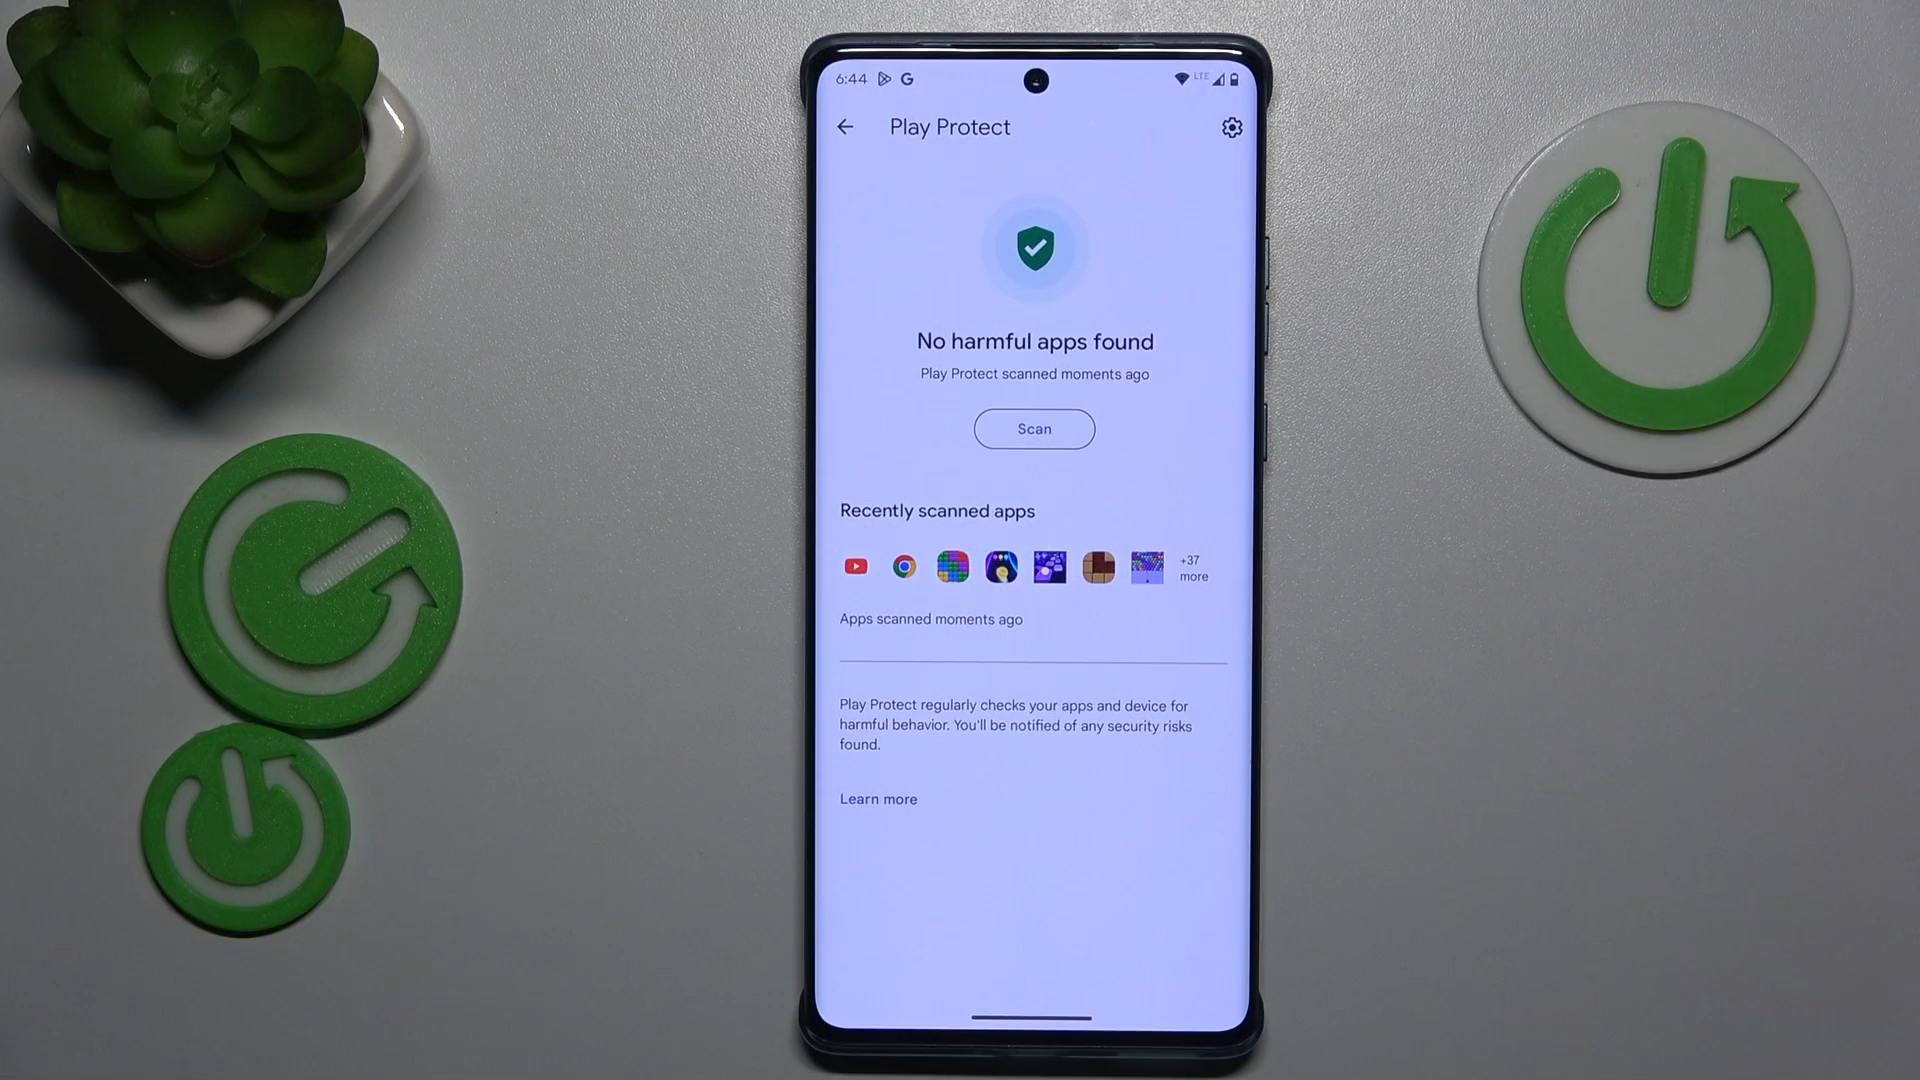 6:44 G LTE
Play Protect
No harmful apps found
Play Protect scanned moments ago
Scan
Recently scanned apps
+37
more
Apps scanned moments ago
Play Protect regularly checks your apps and device for
harmful behavior. You'll be notified of any security risks
found.
Learn more